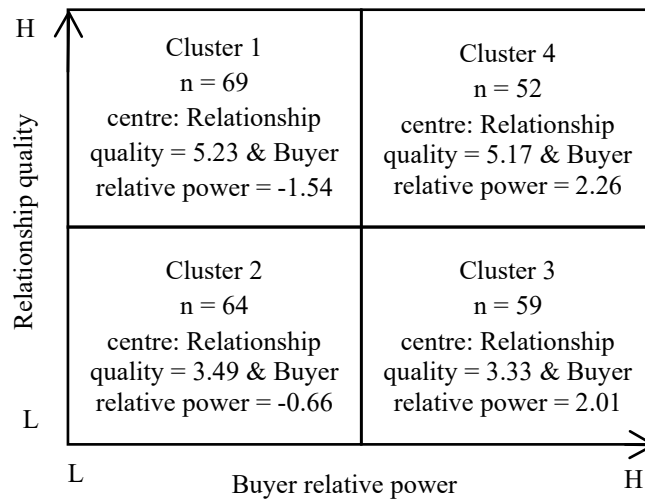 H
Cluster 1
n = 69
centre: Relationship
quality = 5.23 & Buyer
relative power = -1.54
Cluster 4
n = 52
centre: Relationship
quality = 5.17 & Buyer
relative power = 2.26
Relationship quality
Cluster 2
n = 64
centre: Relationship
quality = 3.49 & Buyer
relative power = -0.66
Cluster 3
n = 59
centre: Relationship
quality = 3.33 & Buyer
relative power = 2.01
L
L
Buyer relative power
H